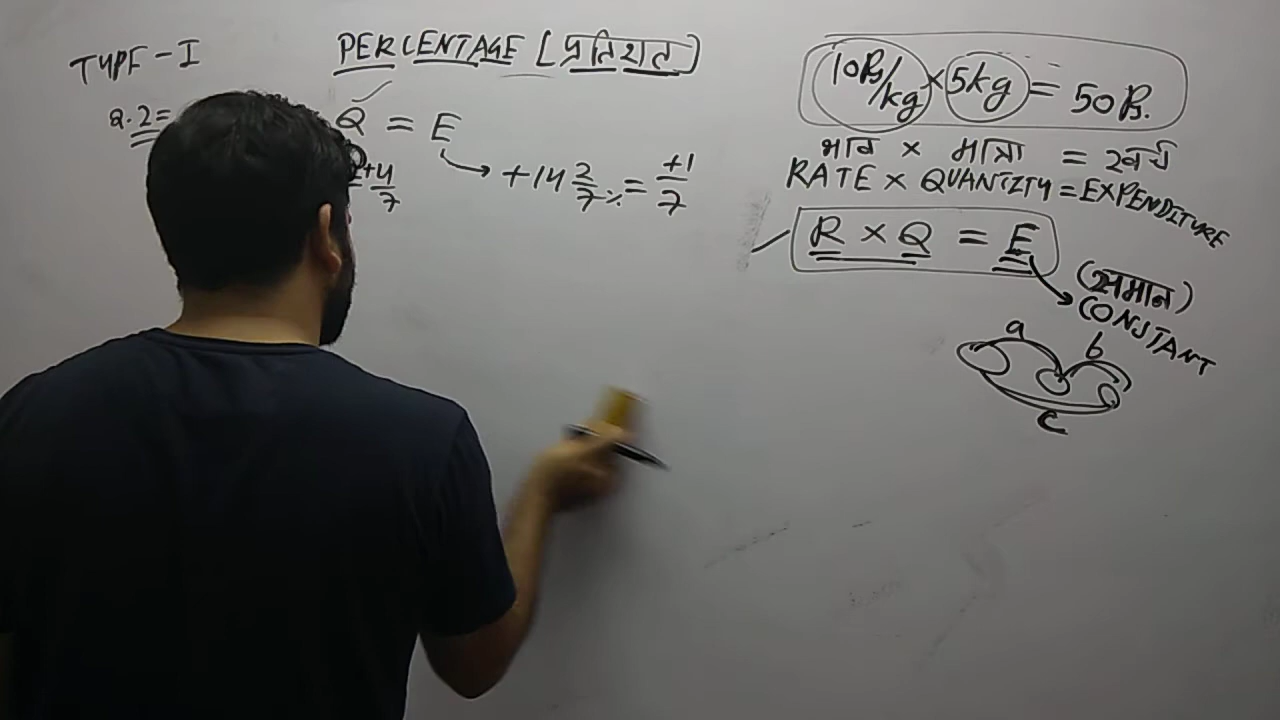 TYPE - I
PERCENTAGE [प्रतिशत]
Q.2=
Q = E
+4/7
+14 2/7 % = +1/7
10Rs/kg × 5kg = 50Rs.
भाव × मात्रा = खर्च
RATE × QUANTITY = EXPENDITURE
R × Q = E
(समान)
CONSTANT
a
b
c